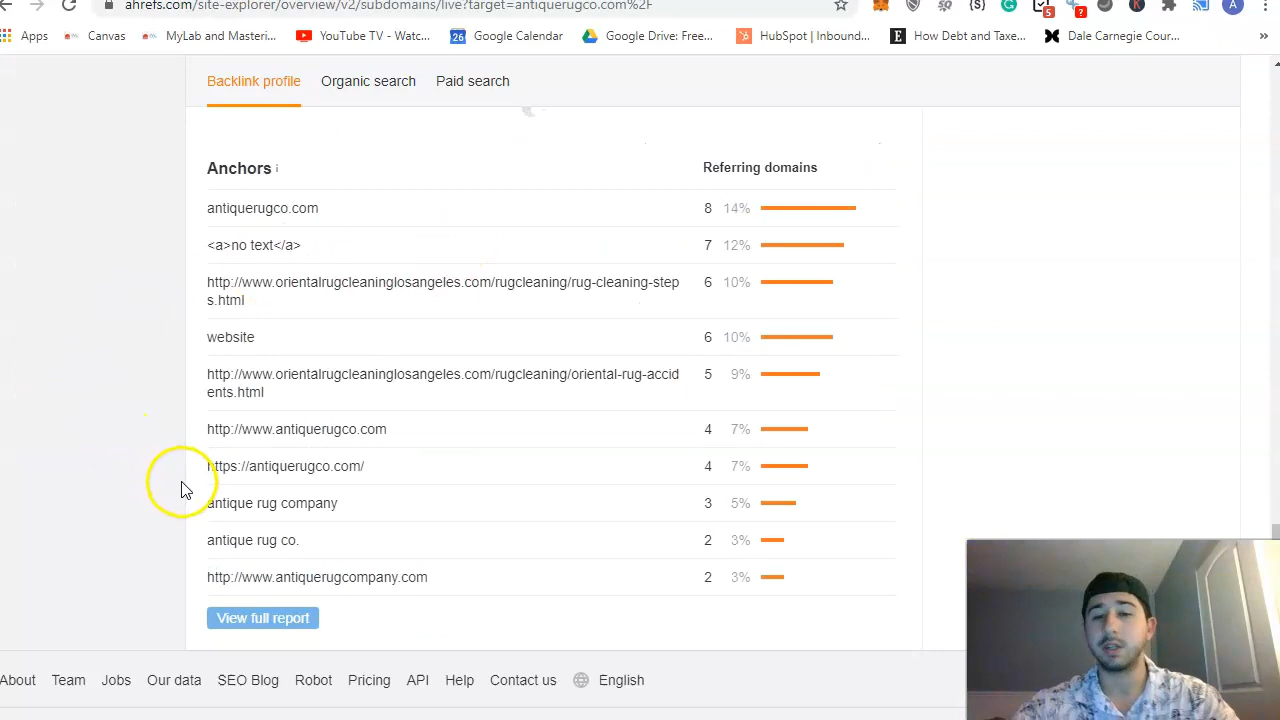 ahrefs.com/site-explorer/overview/v2/subdomains/live?target=antiquerugco.com%2F
5
?
K
A
Apps
Canvas
MyLab and Masteri...
YouTube TV - Watc...
26
Google Calendar
Google Drive: Free...
HubSpot | Inbound...
E
How Debt and Taxe...
Dale Carnegie Cour...
»
Backlink profile
Organic search
Paid search
Anchors i
Referring domains
antiquerugco.com
8 14%
<a>no text</a>
7 12%
http://www.orientalrugcleaninglosangeles.com/rugcleaning/rug-cleaning-step
s.html
6 10%
website
6 10%
http://www.orientalrugcleaninglosangeles.com/rugcleaning/oriental-rug-accid
ents.html
5 9%
http://www.antiquerugco.com
4 7%
https://antiquerugco.com/
4 7%
antique rug company
3 5%
antique rug co.
2 3%
http://www.antiquerugcompany.com
2 3%
View full report
About
Team
Jobs
Our data
SEO Blog
Robot
Pricing
API
Help
Contact us
English